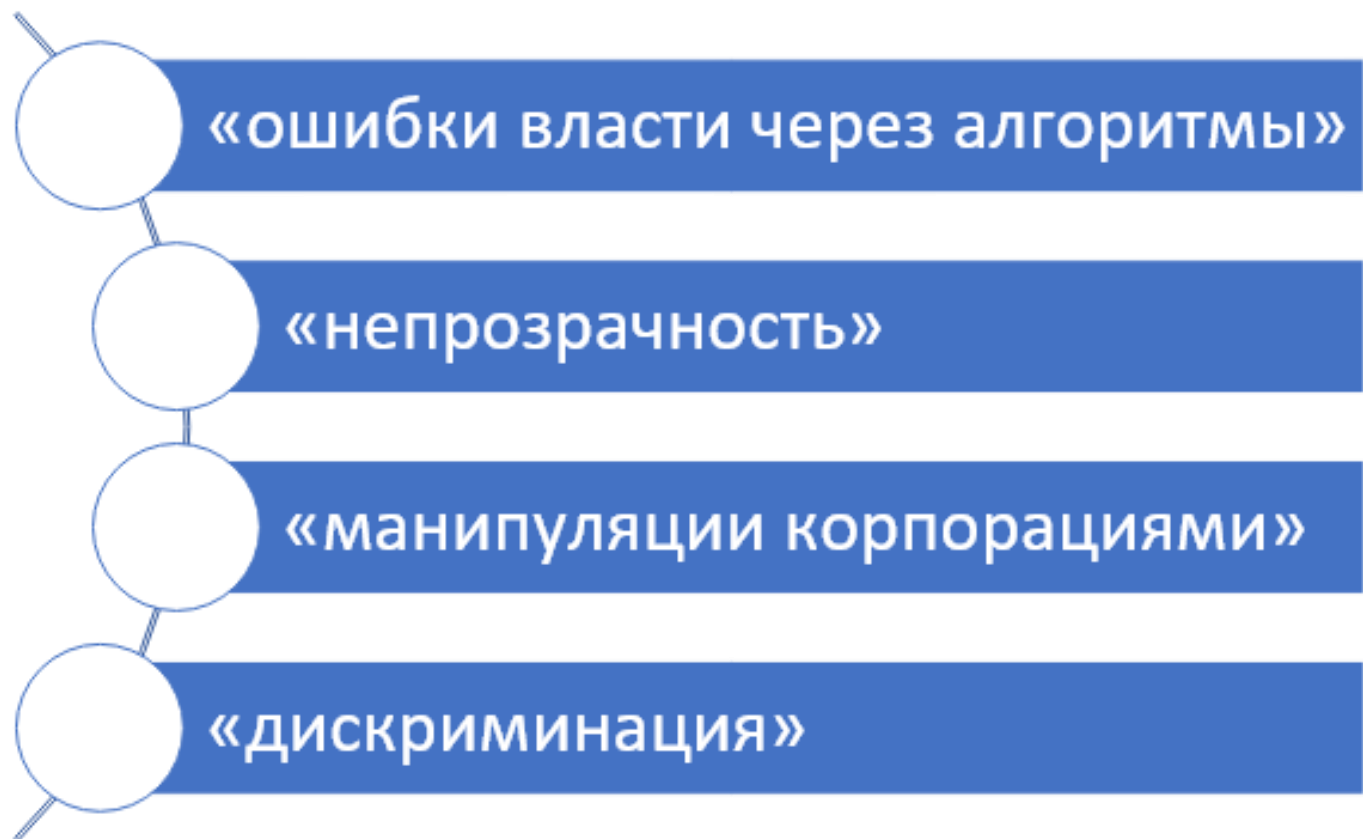 «ошибки власти через алгоритмы»
«непрозрачность»
«манипуляции корпорациями»
«дискриминация»